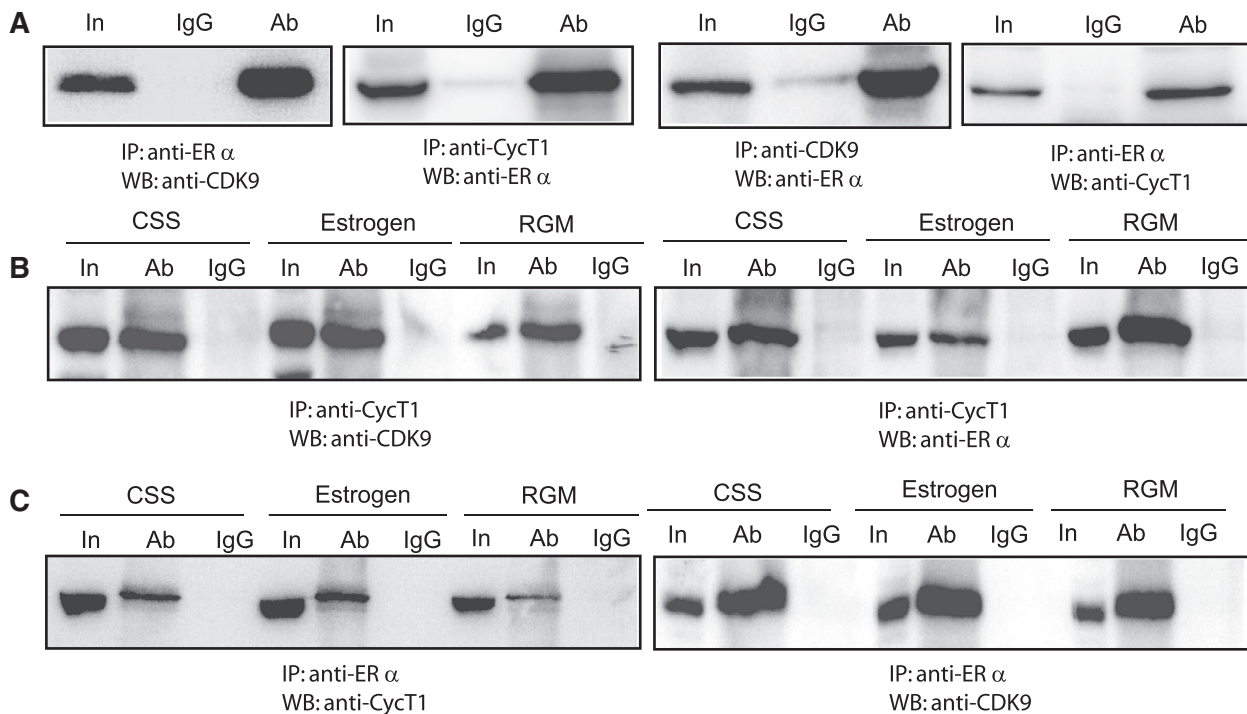 A
In IgG Ab In IgG Ab In IgG Ab In IgG Ab
IP: anti-ER α
WB: anti-CDK9
IP: anti-CycT1
WB: anti-ER α
IP: anti-CDK9
WB: anti-ER α
IP: anti-ER α
WB: anti-CycT1
CSS Estrogen RGM CSS Estrogen RGM
B
In Ab IgG In Ab IgG In Ab IgG In Ab IgG In Ab IgG In Ab IgG
IP: anti-CycT1
WB: anti-CDK9
IP: anti-CycT1
WB: anti-ER α
C
CSS Estrogen RGM CSS Estrogen RGM
In Ab IgG In Ab IgG In Ab IgG In Ab IgG In Ab IgG In Ab IgG
IP: anti-ER α
WB: anti-CycT1
IP: anti-ER α
WB: anti-CDK9